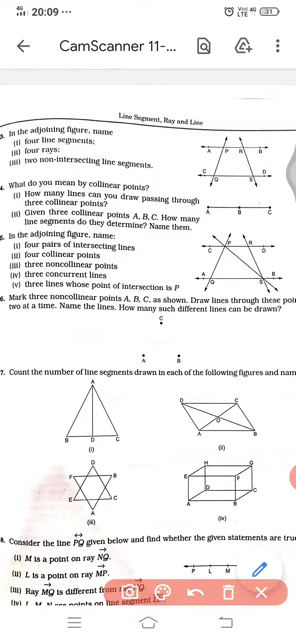 4G
20:09 ...
Vo)) 4G
LTE
31
CamScanner 11-...
Line Segment, Ray and Line
3. In the adjoining figure, name
(i) four line segments;
(ii) four rays;
(iii) two non-intersecting line segments.
A P R B
C D
Q S
4. What do you mean by collinear points?
(i) How many lines can you draw passing through
three collinear points?
(ii) Given three collinear points A, B, C. How many
line segments do they determine? Name them.
A B C
5. In the adjoining figure, name:
(i) four pairs of intersecting lines
(ii) four collinear points
(iii) three noncollinear points
(iv) three concurrent lines
(v) three lines whose point of intersection is P
P R
C D
A B
Q S
6. Mark three noncollinear points A, B, C, as shown. Draw lines through these poi
two at a time. Name the lines. How many such different lines can be drawn?
C
A B
7. Count the number of line segments drawn in each of the following figures and nam
A
B D C
(i)
D C
O
A B
(ii)
D
F B
E C
A
(iii)
H G
E F
D C
A B
(iv)
8. Consider the line PQ given below and find whether the given statements are tru
(i) M is a point on ray NQ.
(ii) L is a point on ray MP.
(iii) Ray MQ is different from
P L M
(iv) L, M, N are points on line segment